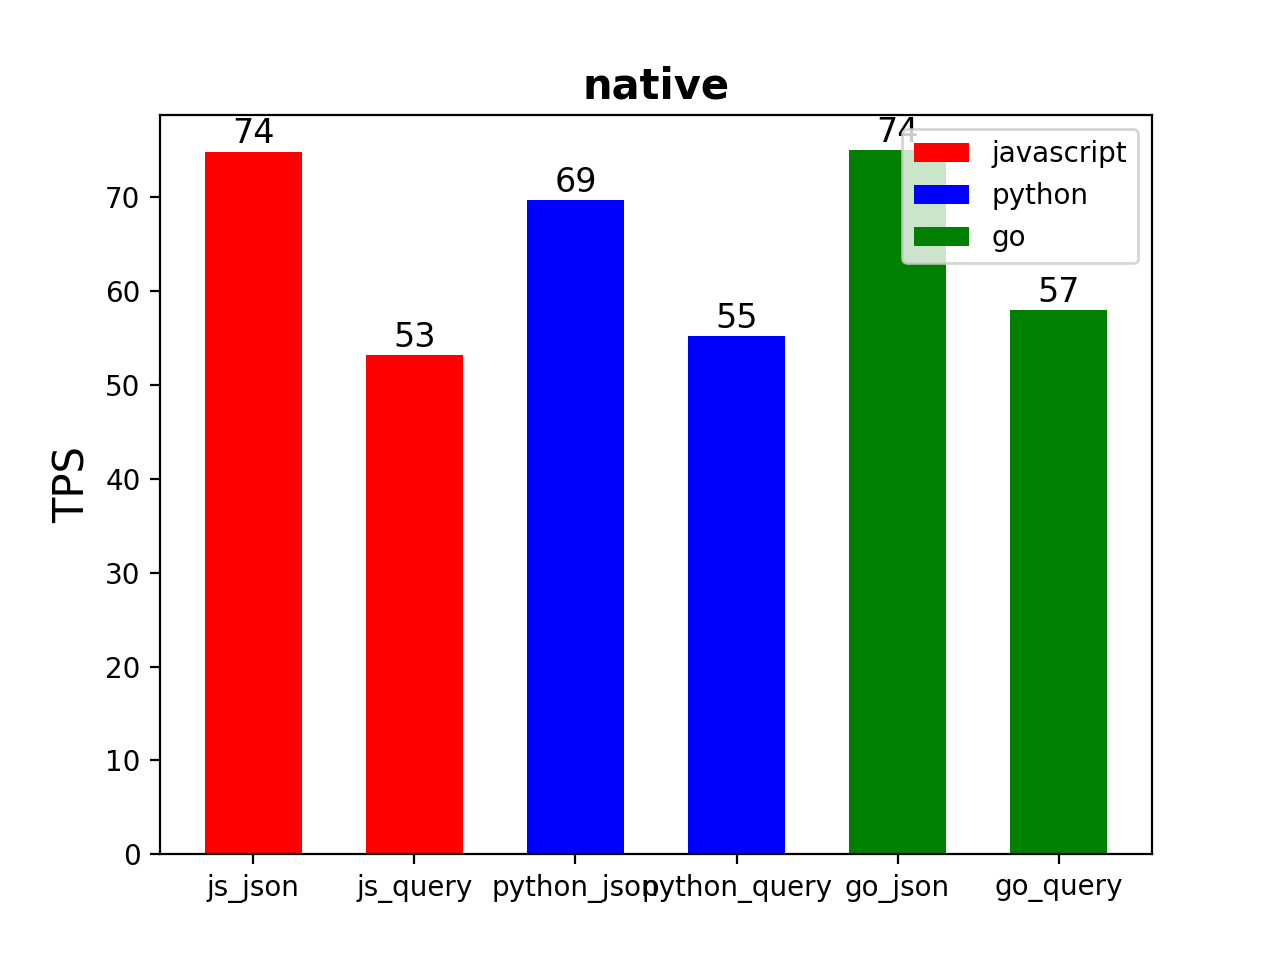 native
74
53
69
55
74
57
javascript
python
go
TPS
70
60
50
40
30
20
10
0
js_json
js_query
python_json
python_query
go_json
go_query